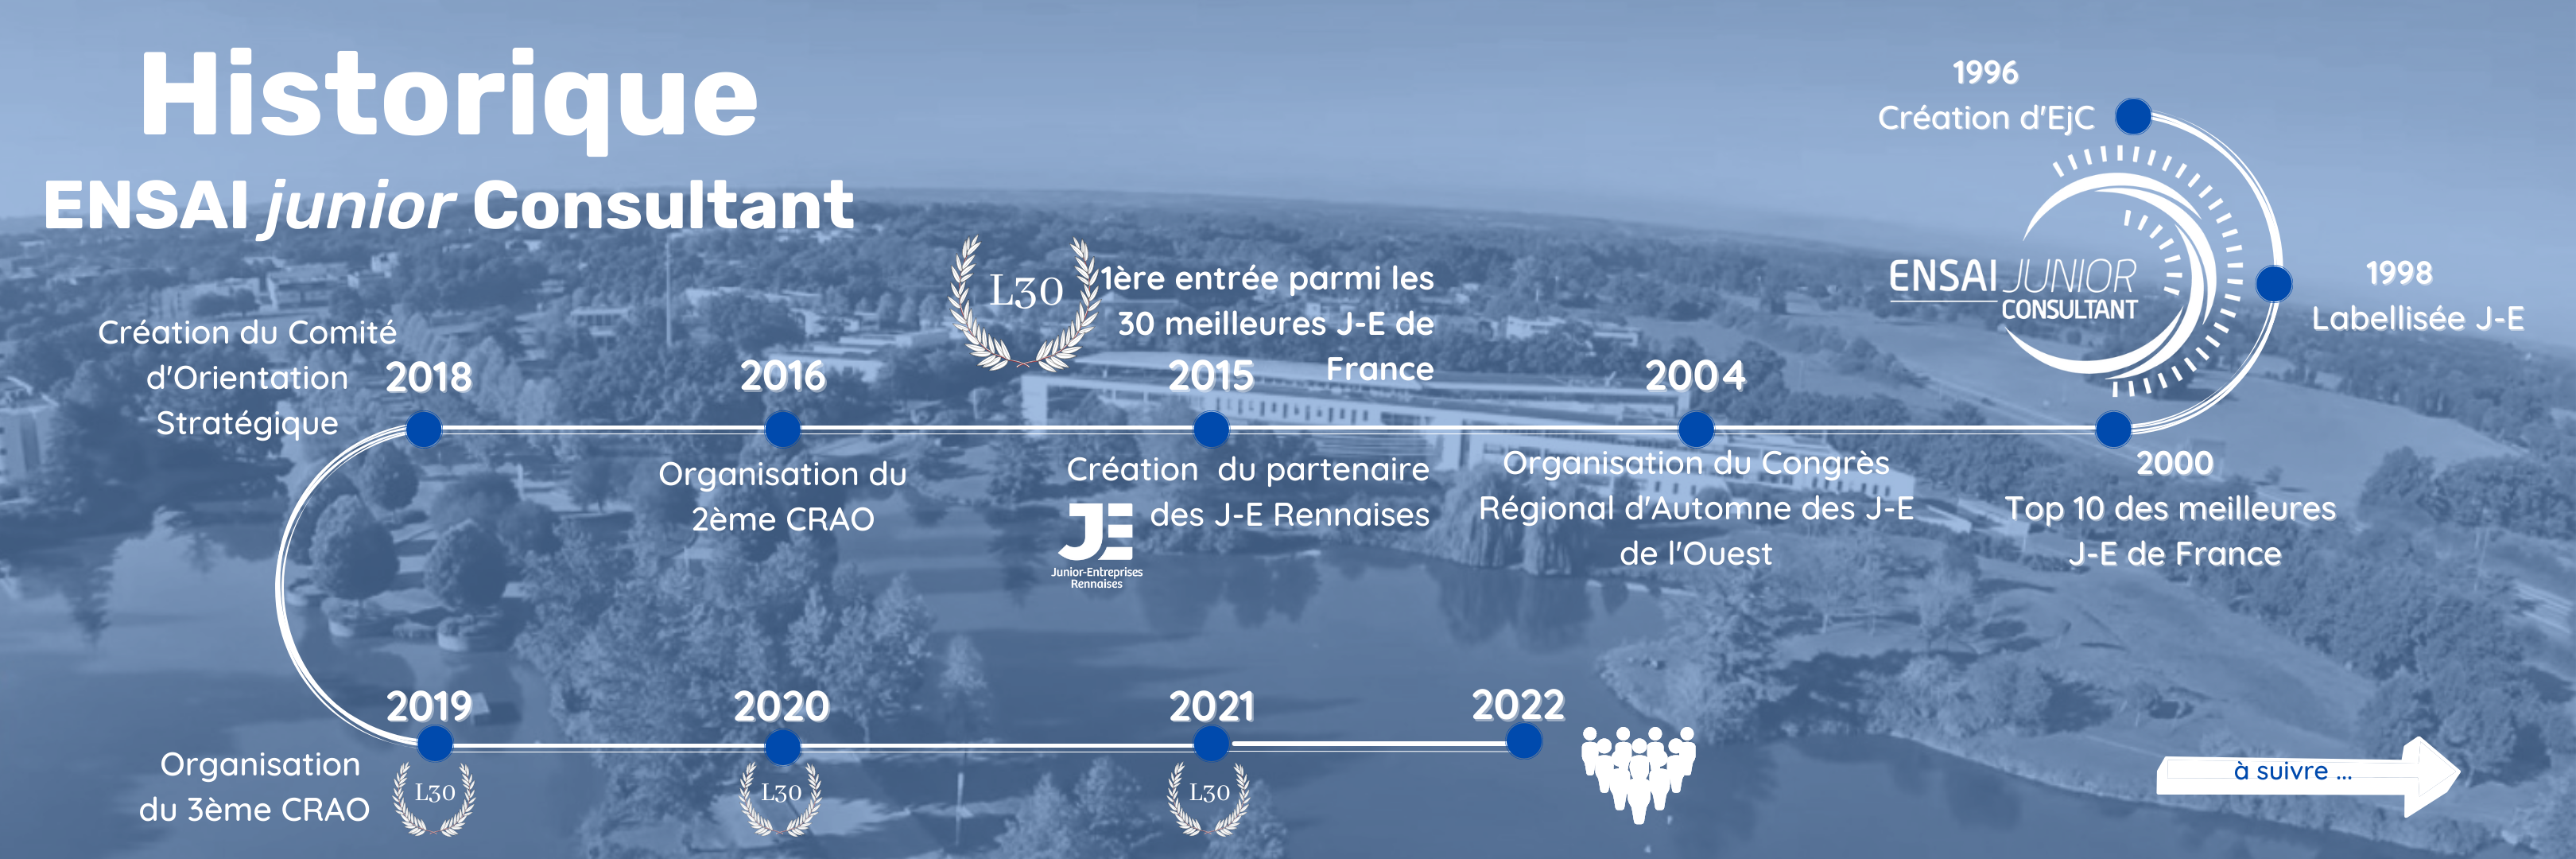 Historique
ENSAI junior Consultant
1996
Création d'EjC
ENSAI JUNIOR
CONSULTANT
1998
Labellisée J-E
2000
Top 10 des meilleures
J-E de France
2004
Organisation du Congrès
Régional d'Automne des J-E
de l'Ouest
L30
1ère entrée parmi les
30 meilleures J-E de
France
2015
Création du partenaire
des J-E Rennaises
JE
Junior-Entreprises
Rennaises
2016
Organisation du
2ème CRAO
2018
Création du Comité
d'Orientation
Stratégique
2019
Organisation
du 3ème CRAO
L30
2020
L30
2021
L30
2022
à suivre ...